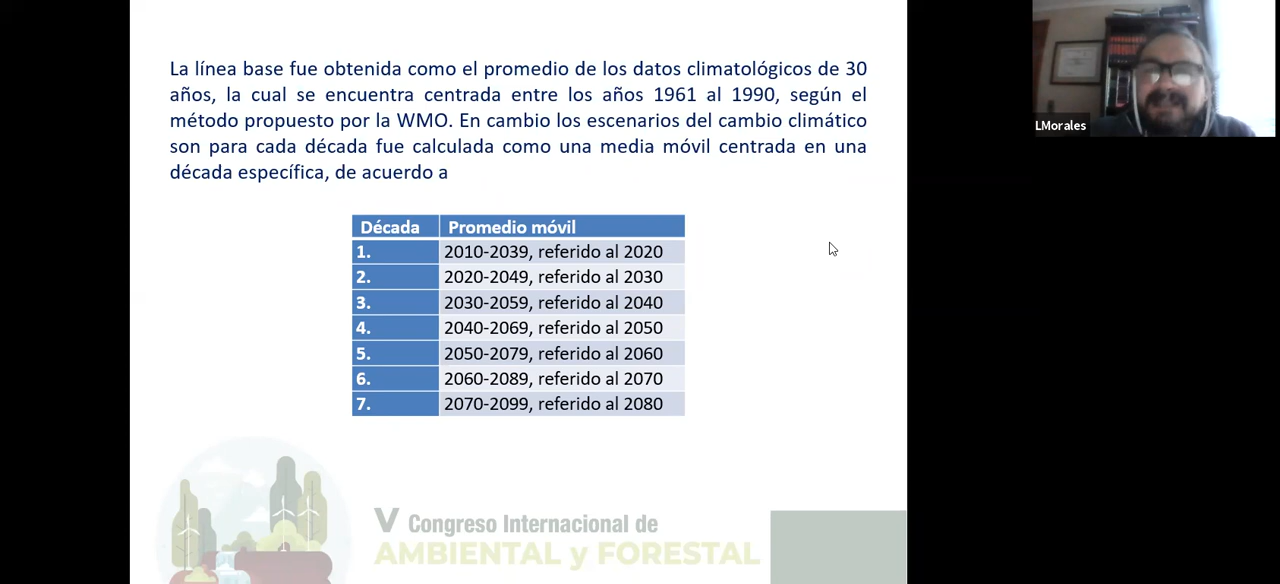 La línea base fue obtenida como el promedio de los datos climatológicos de 30
años, la cual se encuentra centrada entre los años 1961 al 1990, según el
método propuesto por la WMO. En cambio los escenarios del cambio climático
son para cada década fue calculada como una media móvil centrada en una
década específica, de acuerdo a
Década Promedio móvil
1. 2010-2039, referido al 2020
2. 2020-2049, referido al 2030
3. 2030-2059, referido al 2040
4. 2040-2069, referido al 2050
5. 2050-2079, referido al 2060
6. 2060-2089, referido al 2070
7. 2070-2099, referido al 2080
V Congreso Internacional de
AMBIENTAL y FORESTAL
LMorales